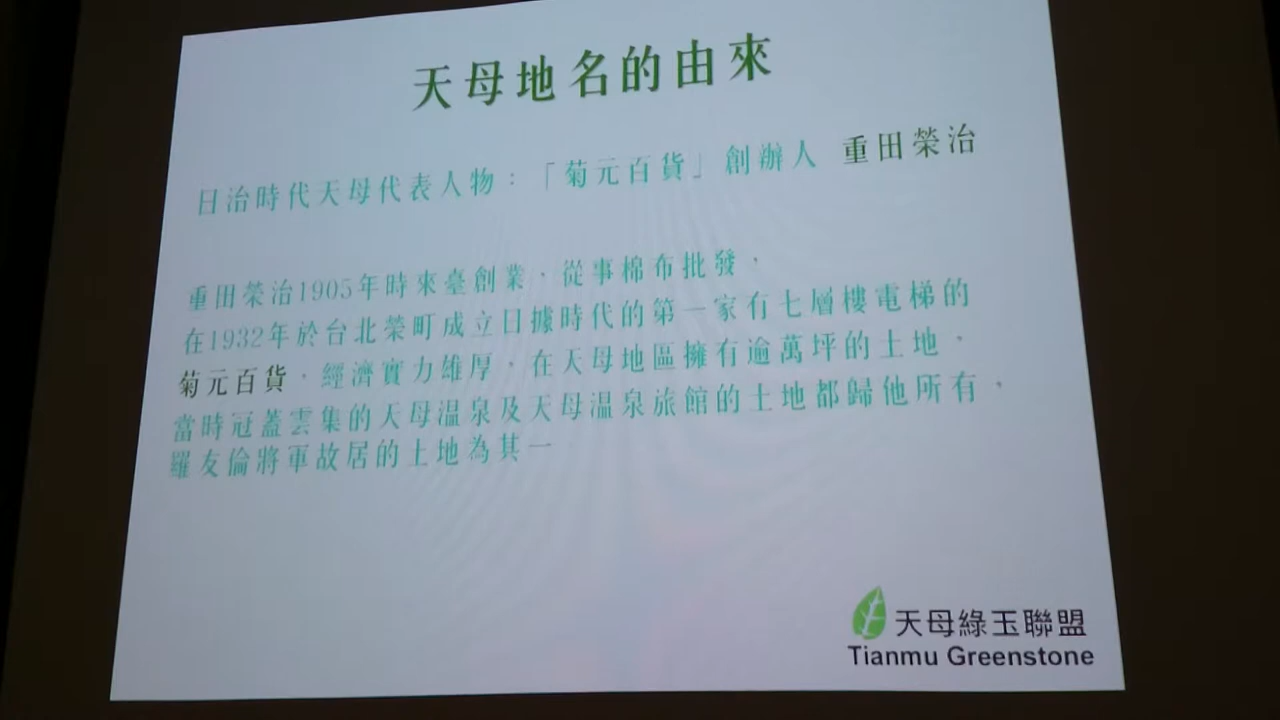 天母地名的由來
日治時代天母代表人物：「菊元百貨」創辦人 重田榮治
重田榮治1905年時來臺創業，從事棉布批發，
在1932年於台北榮町成立日據時代的第一家有七層樓電梯的
菊元百貨，經濟實力雄厚，在天母地區擁有逾萬坪的土地，
當時冠蓋雲集的天母溫泉及天母溫泉旅館的土地都歸他所有，
羅友倫將軍故居的土地為其一
天母綠玉聯盟
Tianmu Greenstone